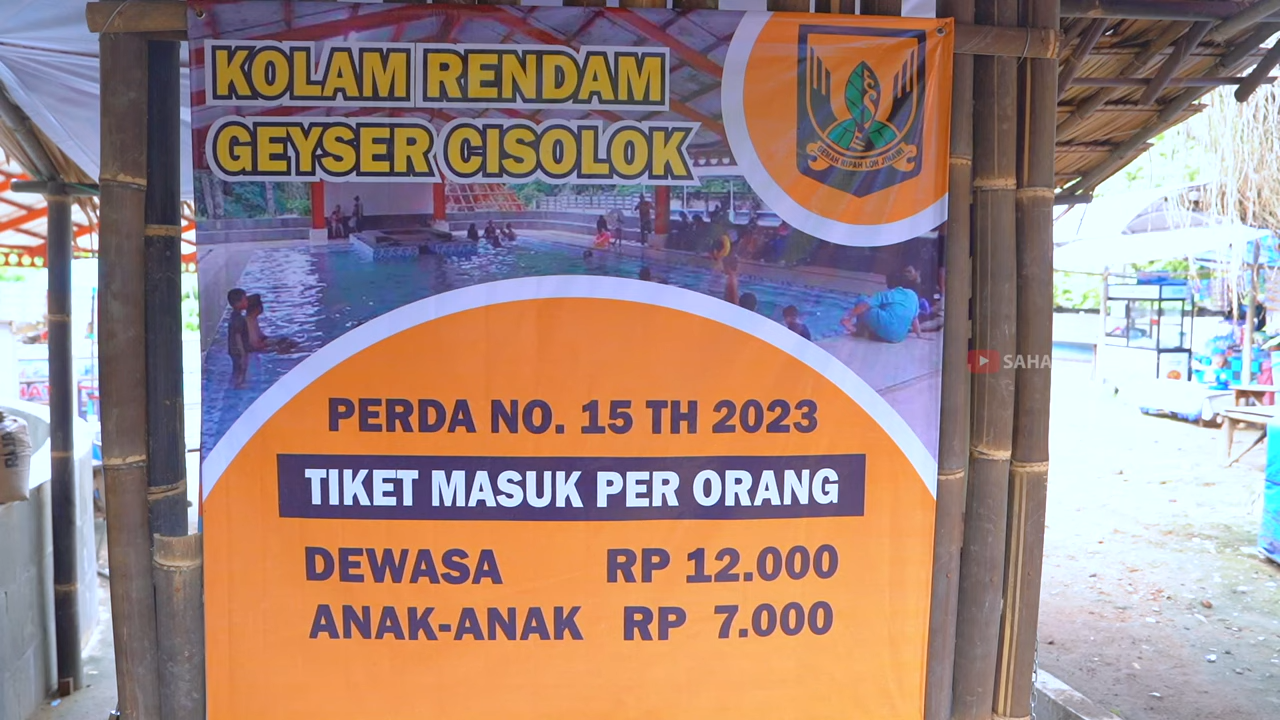 KOLAM RENDAM
GEYSER CISOLOK
GEMAH RIPAH LOH JINAWI
PERDA NO. 15 TH 2023
TIKET MASUK PER ORANG
DEWASA RP 12.000
ANAK-ANAK RP 7.000
SAHA